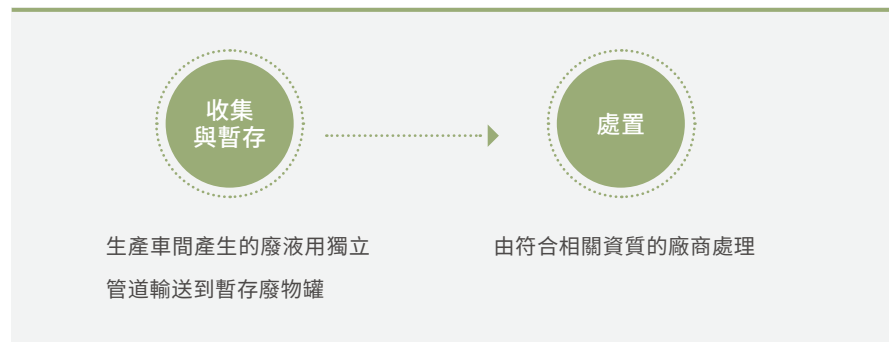 收集
與暫存
處置
生產車間產生的廢液用獨立
管道輸送到暫存廢物罐
由符合相關資質的廠商處理